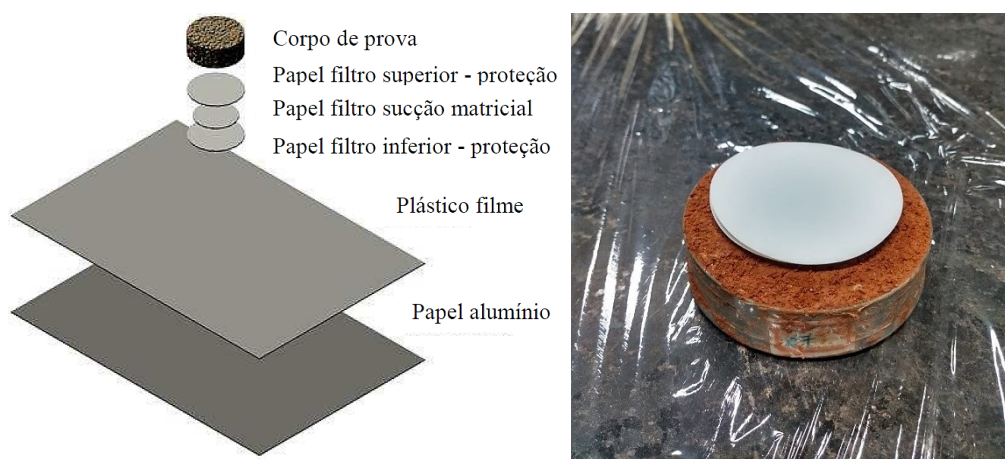 Corpo de prova
Papel filtro superior - proteção
Papel filtro sucção matricial
Papel filtro inferior - proteção
Plástico filme
Papel alumínio